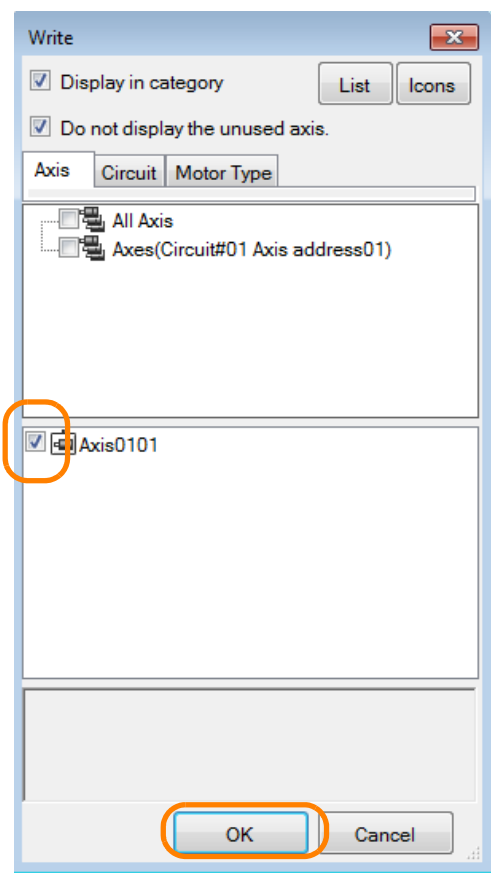 Write
Display in category
List
Icons
Do not display the unused axis.
Axis
Circuit
Motor Type
All Axis
Axes(Circuit#01 Axis address01)
Axis0101
OK
Cancel